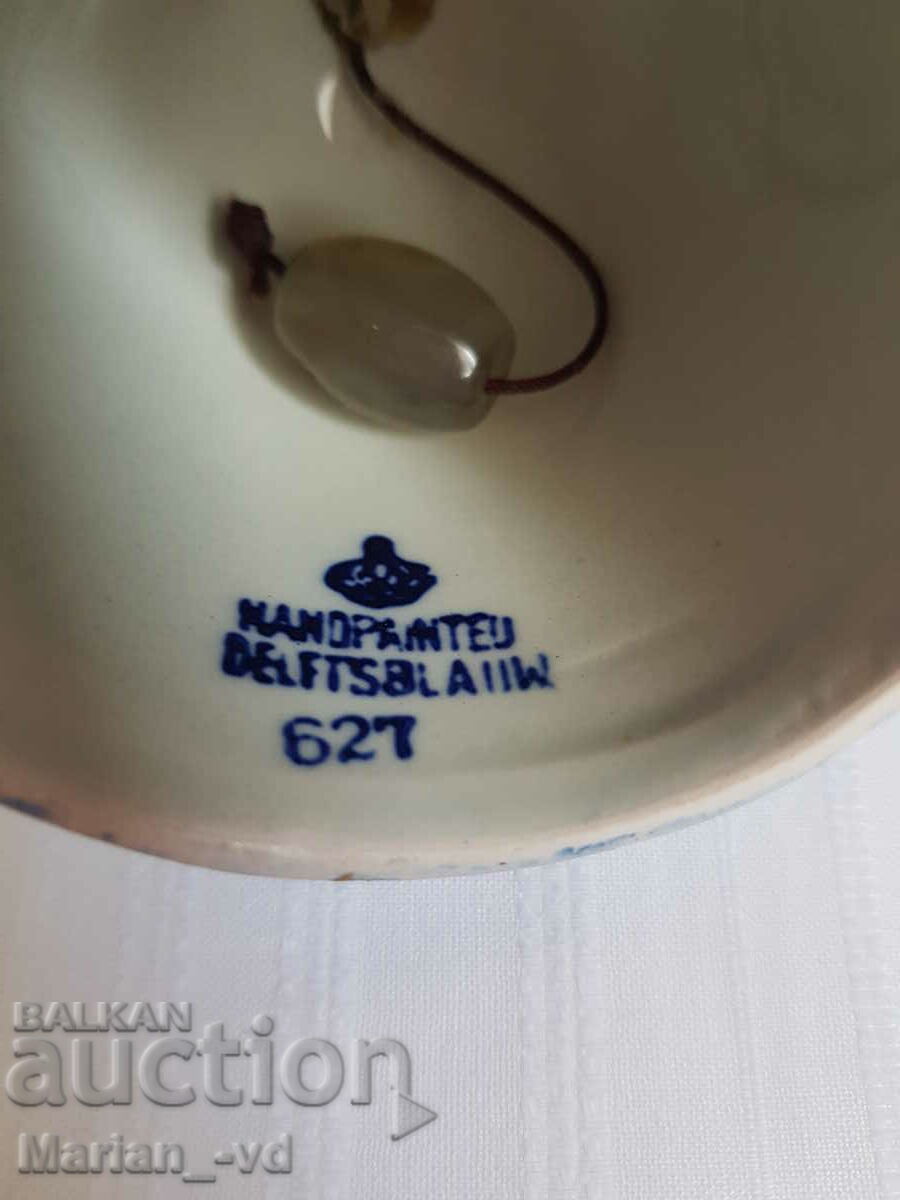 HANDPAINTED
DELFTSBLAUW
627
BALKAN
auction
Marian_-vd